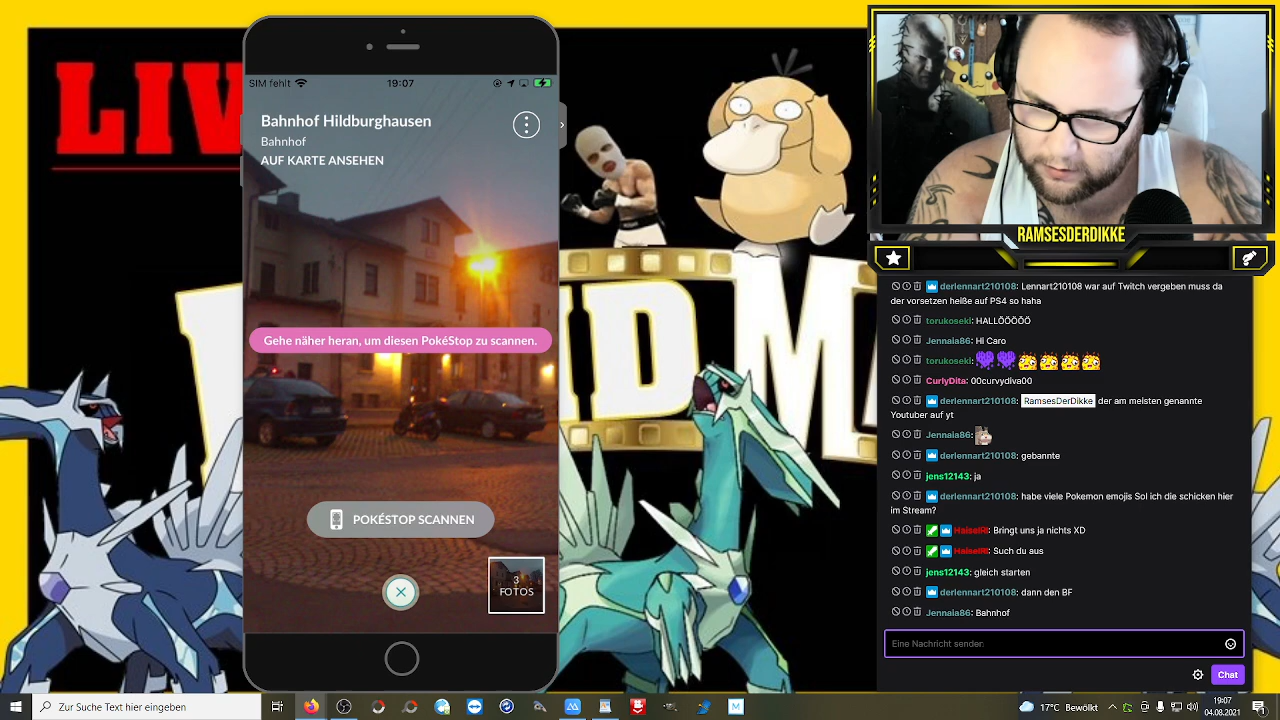 LIV
SIM fehlt
19:07
Bahnhof Hildburghausen
Bahnhof
AUF KARTE ANSEHEN
Gehe näher heran, um diesen PokéStop zu scannen.
POKÉSTOP SCANNEN
3
FOTOS
RAMSESDERDIKKE
derlennart210108: Lennart210108 war auf Twitch vergeben muss da
der vorsetzen heiße auf PS4 so haha
torukoseki: HALLÖÖÖÖÖ
Jennaia86: Hi Caro
torukoseki:
CurlyDita: 00curvydiva00
derlennart210108: RamsesDerDikke der am meisten genannte
Youtuber auf yt
Jennaia86:
derlennart210108: gebannte
jens12143: ja
derlennart210108: habe viele Pokemon emojis Sol ich die schicken hier
im Stream?
Bringt uns ja nichts XD
Such du aus
jens12143: gleich starten
derlennart210108: dann den BF
Jennaia86: Bahnhof
Eine Nachricht senden
Chat
Zur Suche Text hier eingeben
19:07
04.08.2021